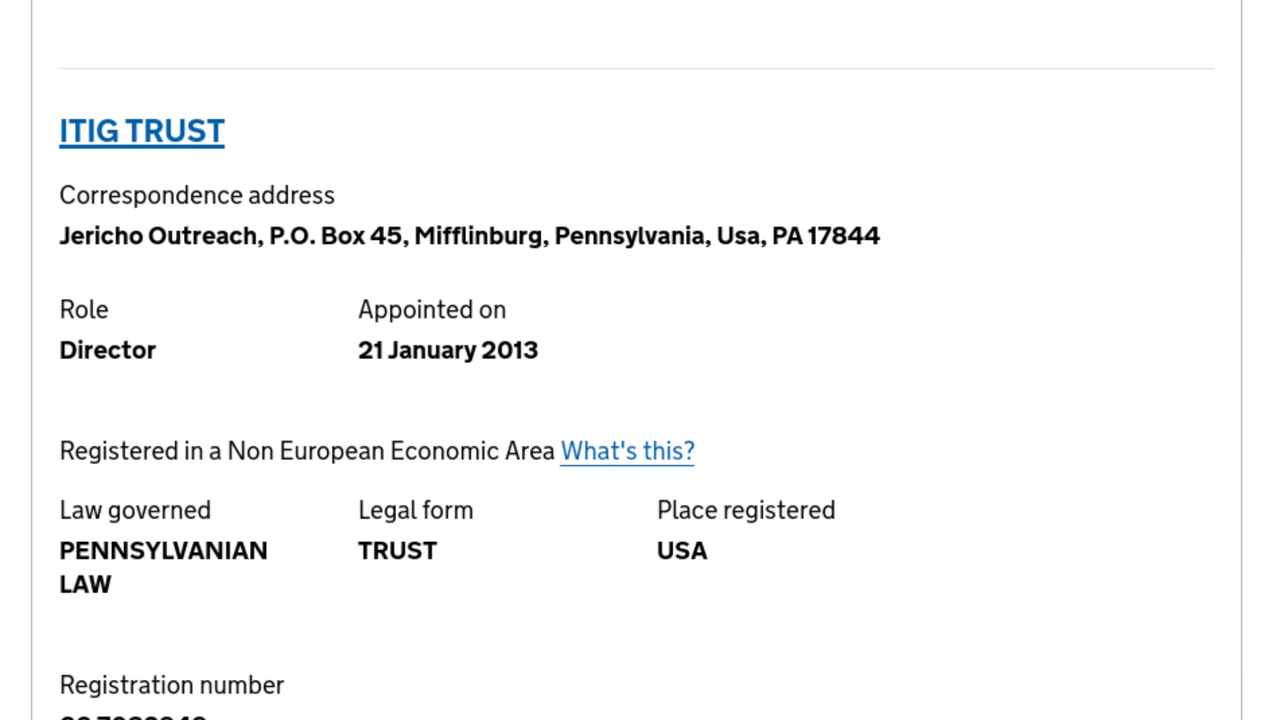 ITIG TRUST
Correspondence address
Jericho Outreach, P.O. Box 45, Mifflinburg, Pennsylvania, Usa, PA 17844
Role
Director
Appointed on
21 January 2013
Registered in a Non European Economic Area What's this?
Law governed
PENNSYLVANIAN
LAW
Legal form
TRUST
Place registered
USA
Registration number